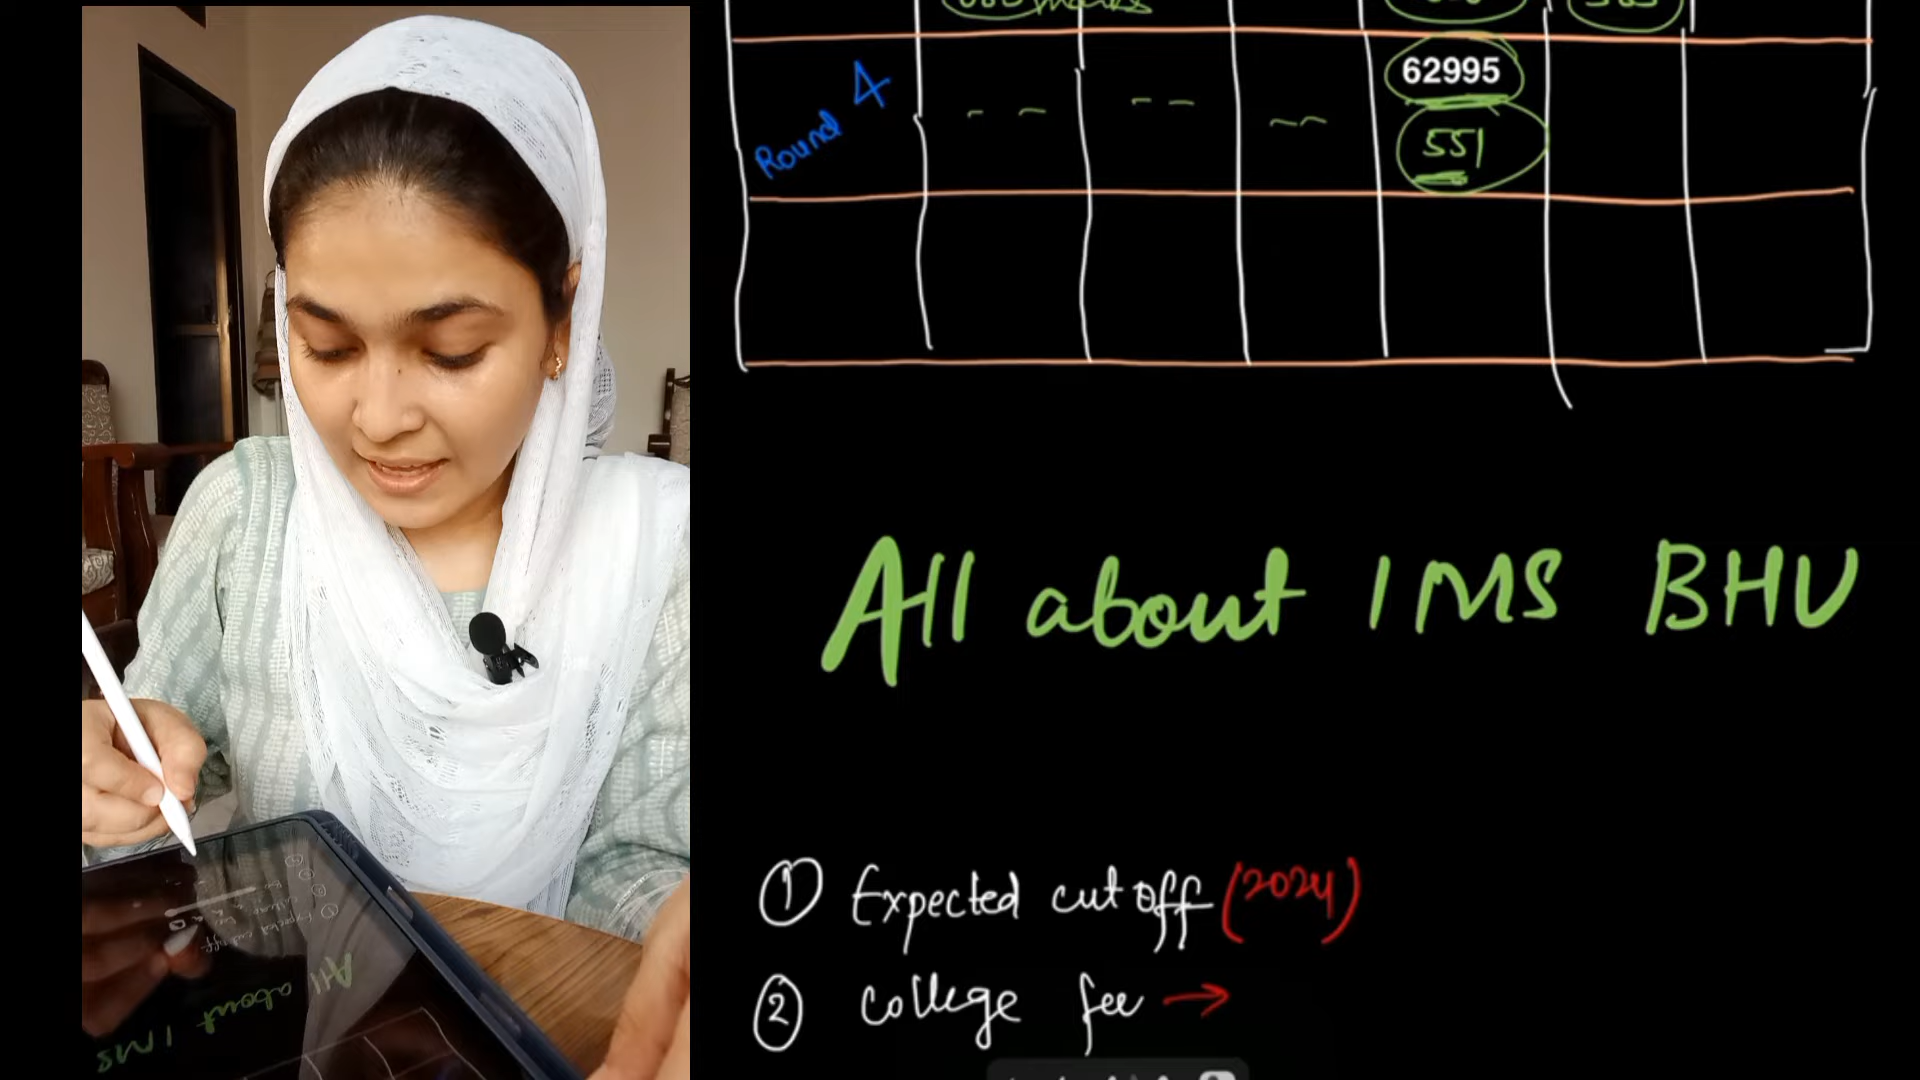 Round 4
62995
551
All about IMS BHU
① Expected cut off (2024)
② College fee →